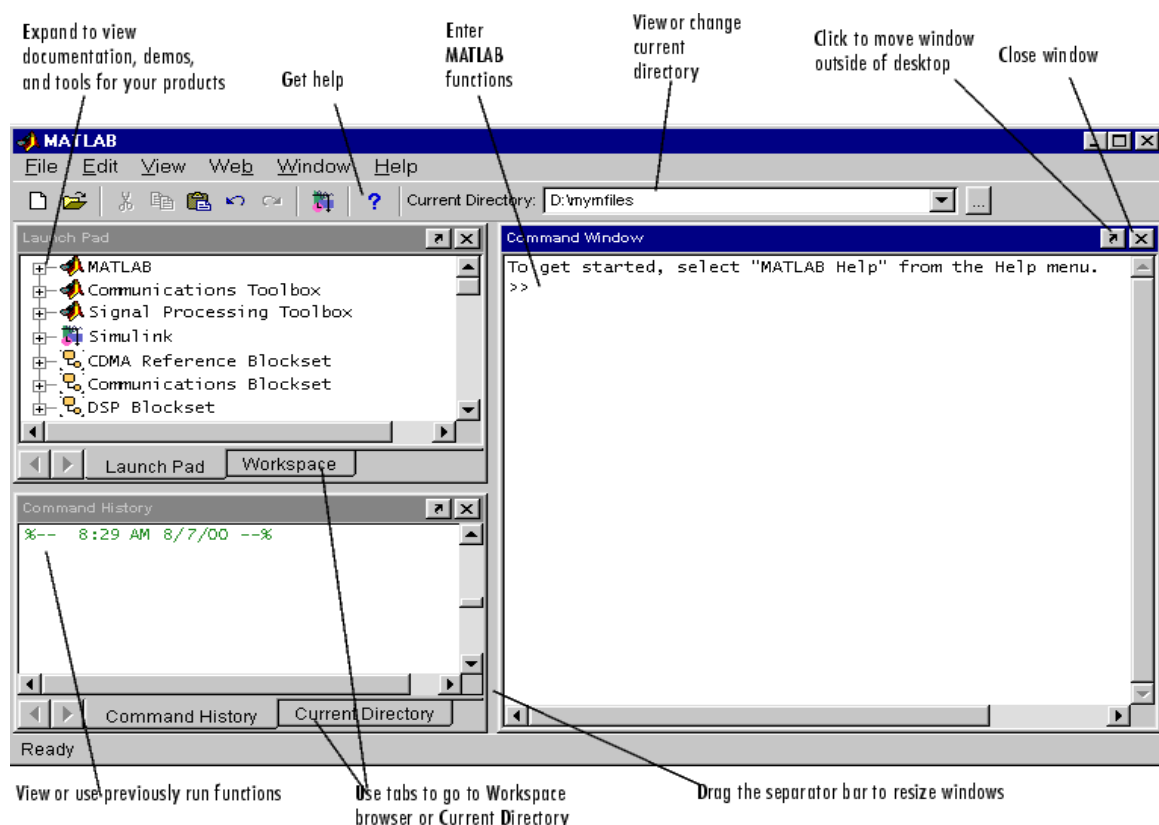 Expand to view
documentation, demos,
and tools for your products
Get help
Enter
MATLAB
functions
View or change
current
directory
Click to move window
outside of desktop
Close window
MATLAB
File Edit View Web Window Help
? Current Directory: D:\mymfiles ...
Launch Pad
MATLAB
Communications Toolbox
Signal Processing Toolbox
Simulink
CDMA Reference Blockset
Communications Blockset
DSP Blockset
Launch Pad Workspace
Command History
%-- 8:29 AM 8/7/00 --%
Command History Current Directory
Command Window
To get started, select "MATLAB Help" from the Help menu.
>>
Ready
View or use previously run functions
Use tabs to go to Workspace
browser or Current Directory
Drag the separator bar to resize windows